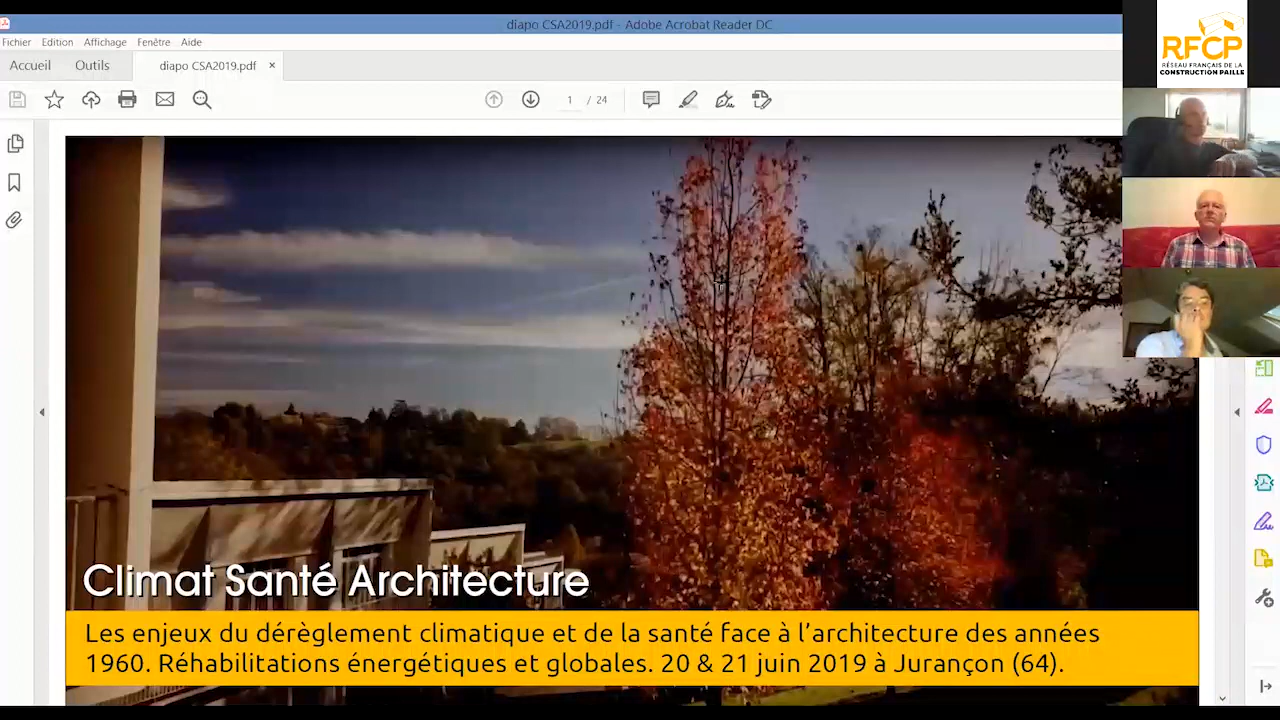 diapo CSA2019.pdf - Adobe Acrobat Reader DC
Fichier Edition Affichage Fenêtre Aide
Accueil Outils diapo CSA2019.pdf ×
1 / 24
RFCP
RÉSEAU FRANÇAIS DE LA
CONSTRUCTION PAILLE
Climat Santé Architecture
Les enjeux du dérèglement climatique et de la santé face à l'architecture des années
1960. Réhabilitations énergétiques et globales. 20 & 21 juin 2019 à Jurançon (64).